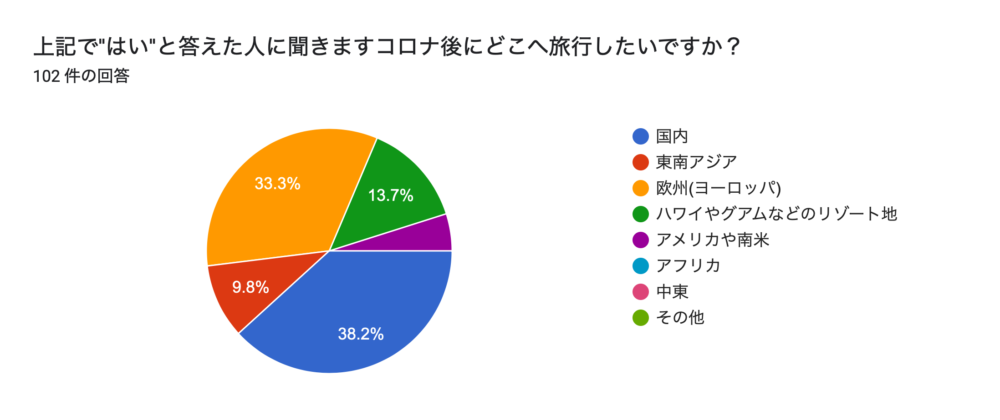 上記で"はい"と答えた人に聞きますコロナ後にどこへ旅行したいですか？
102 件の回答
33.3%
13.7%
9.8%
38.2%
国内
東南アジア
欧州(ヨーロッパ)
ハワイやグアムなどのリゾート地
アメリカや南米
アフリカ
中東
その他